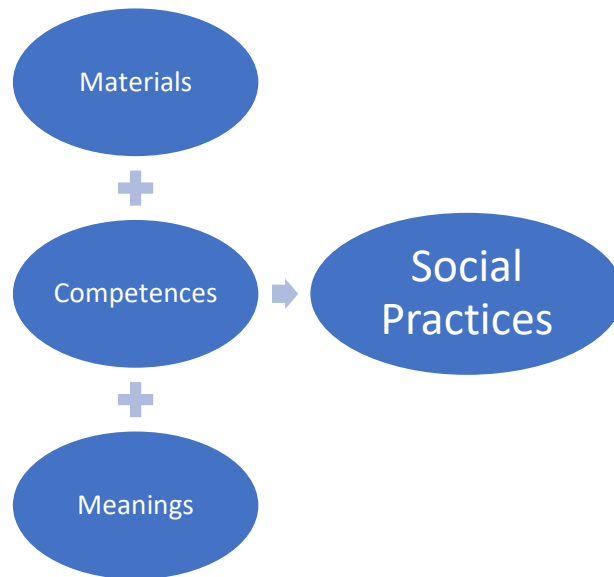 Materials
Competences
Social
Practices
Meanings